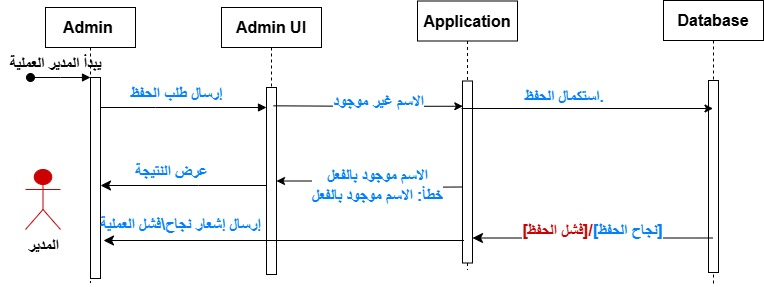 Admin
Admin UI
Application
Database
يبدأ المدير العملية
إرسال طلب الحفظ
الاسم غير موجود
استكمال الحفظ.
عرض النتيجة
الاسم موجود بالفعل
خطأ: الاسم موجود بالفعل
إرسال إشعار نجاح\فشل العملية
[نجاح الحفظ]/[فشل الحفظ]
المدير